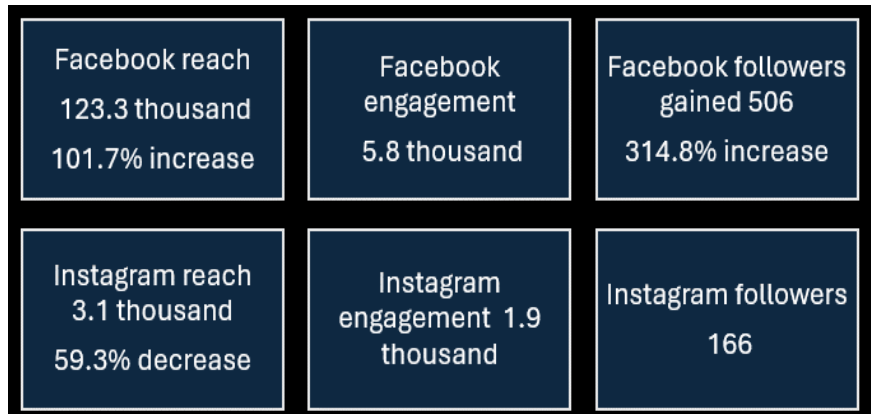 Facebook reach
123.3 thousand
101.7% increase
Facebook
engagement
5.8 thousand
Facebook followers
gained 506
314.8% increase
Instagram reach
3.1 thousand
59.3% decrease
Instagram
engagement 1.9
thousand
Instagram followers
166